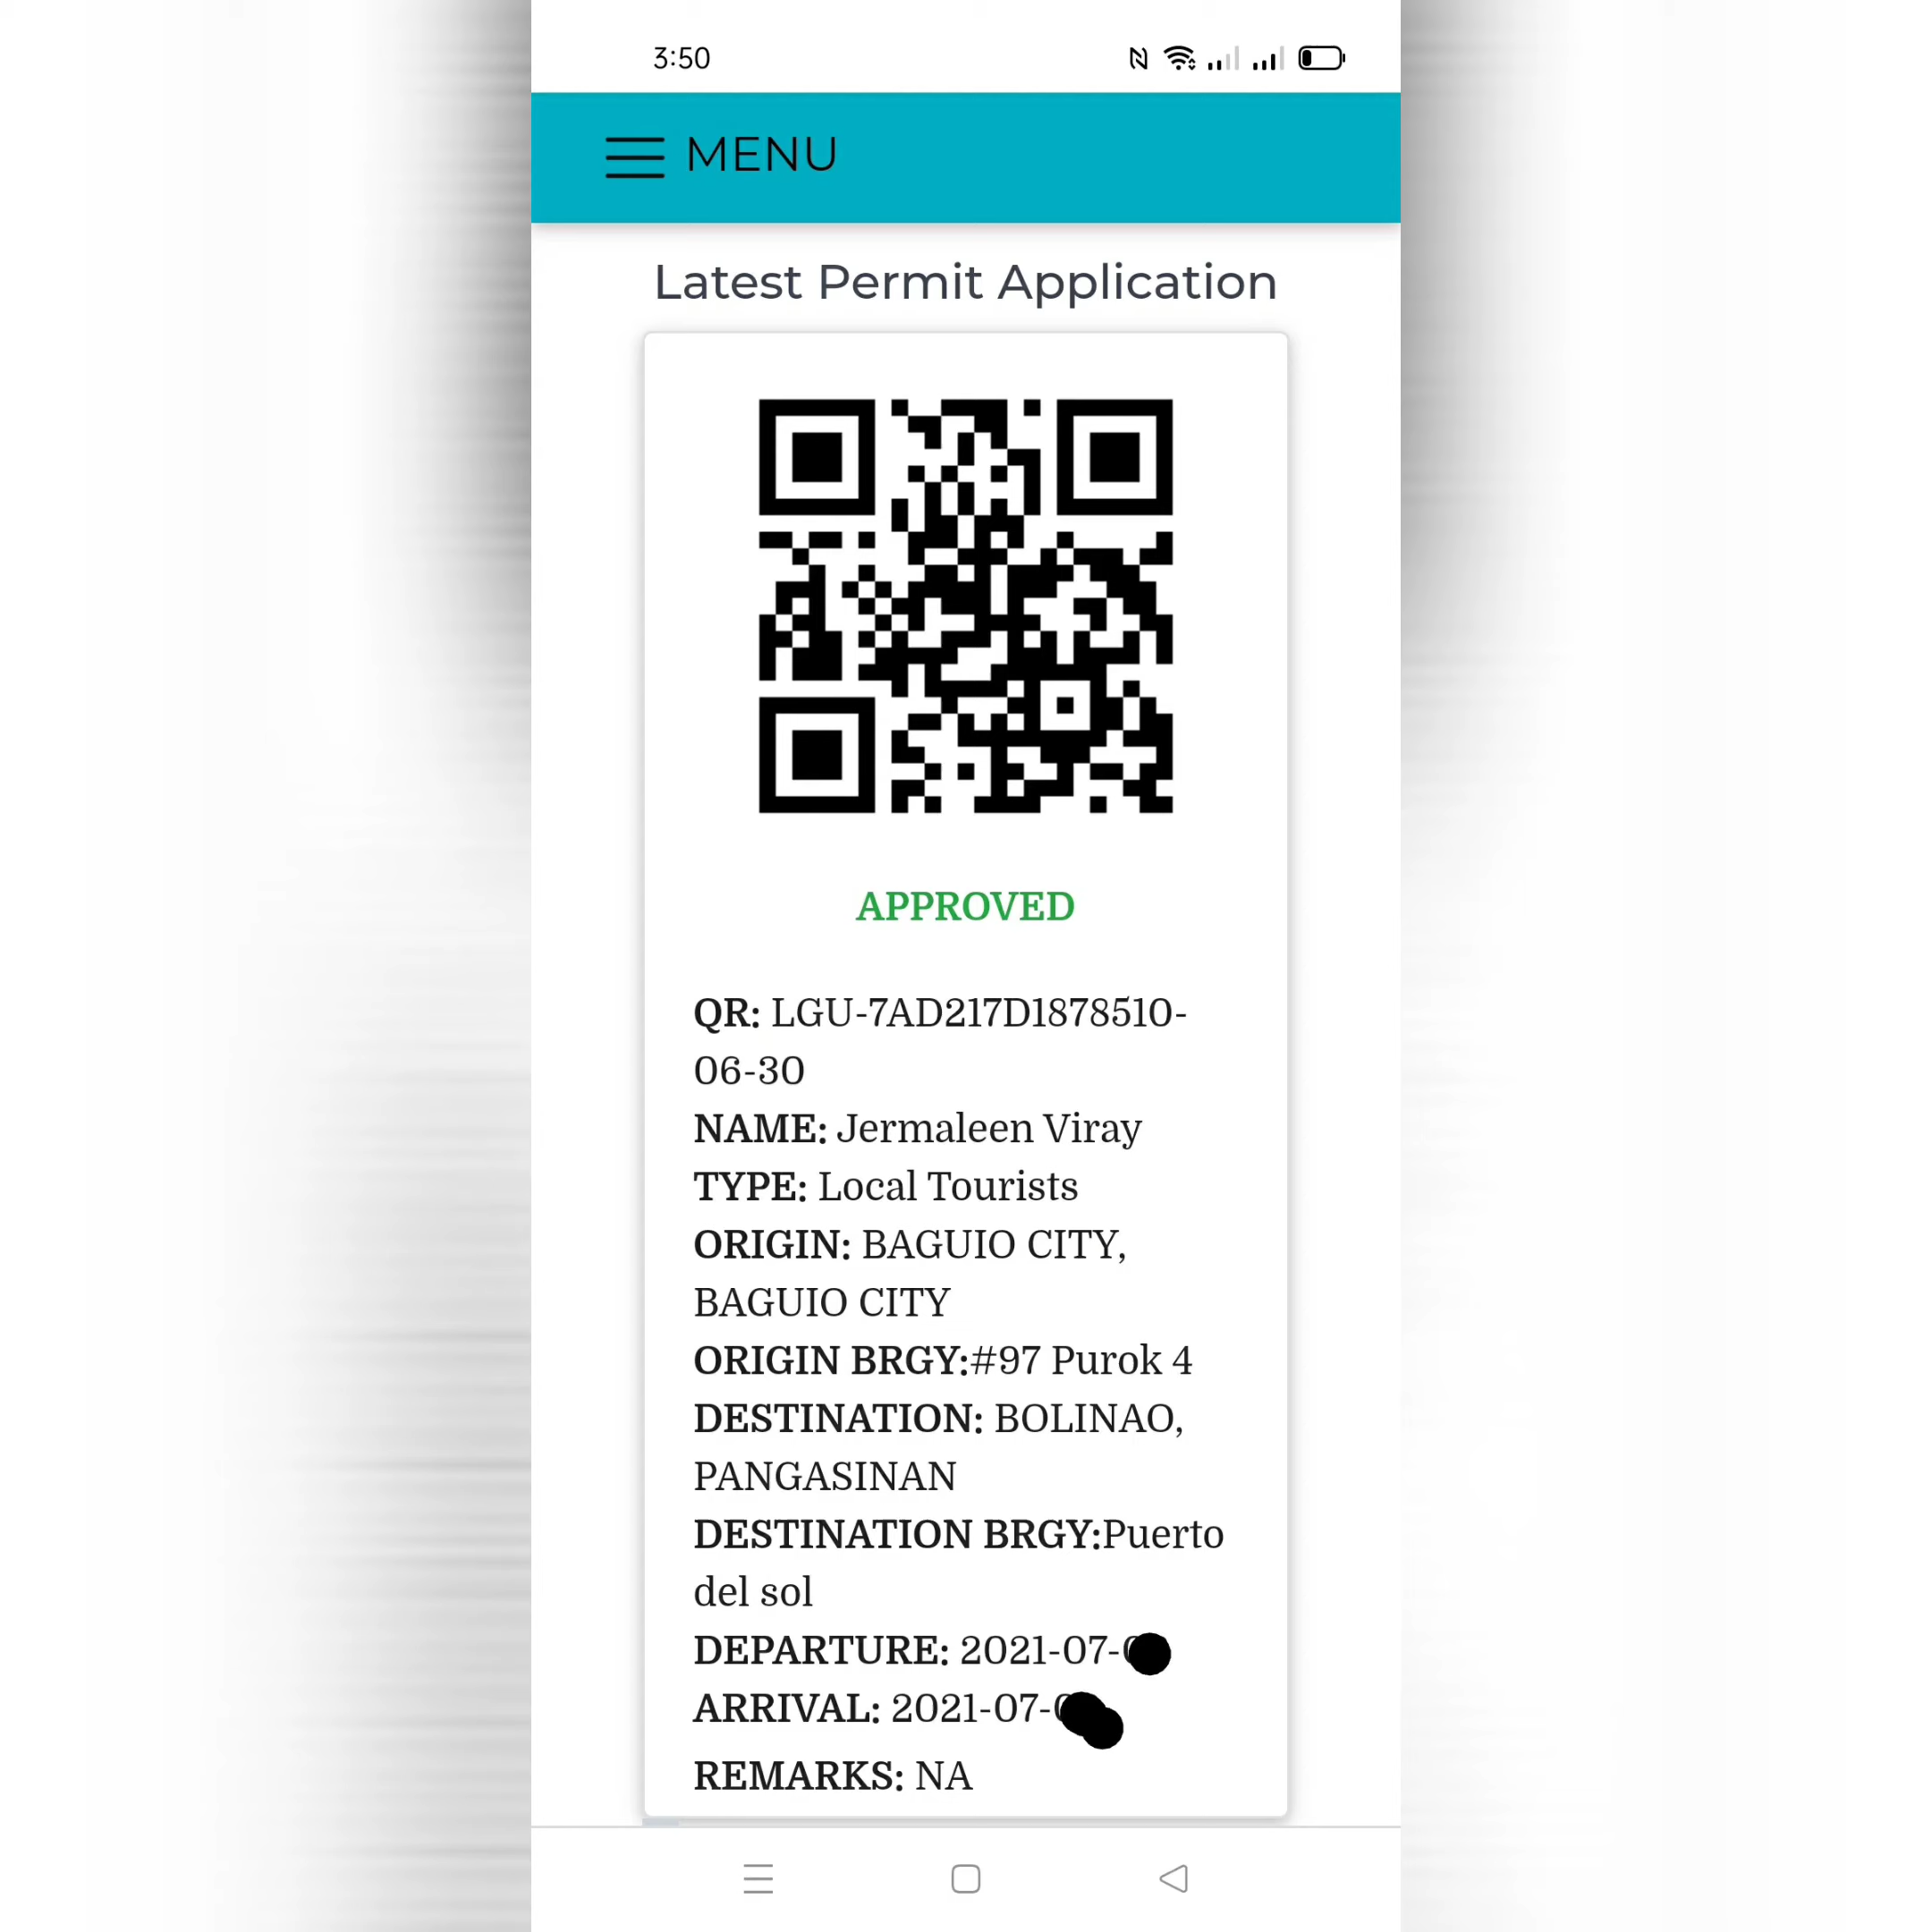 3:50
MENU
Latest Permit Application
APPROVED
QR: LGU-7AD217D1878510-
06-30
NAME: Jermaleen Viray
TYPE: Local Tourists
ORIGIN: BAGUIO CITY,
BAGUIO CITY
ORIGIN BRGY:#97 Purok 4
DESTINATION: BOLINAO,
PANGASINAN
DESTINATION BRGY:Puerto
del sol
DEPARTURE: 2021-07-
ARRIVAL: 2021-07-
REMARKS: NA